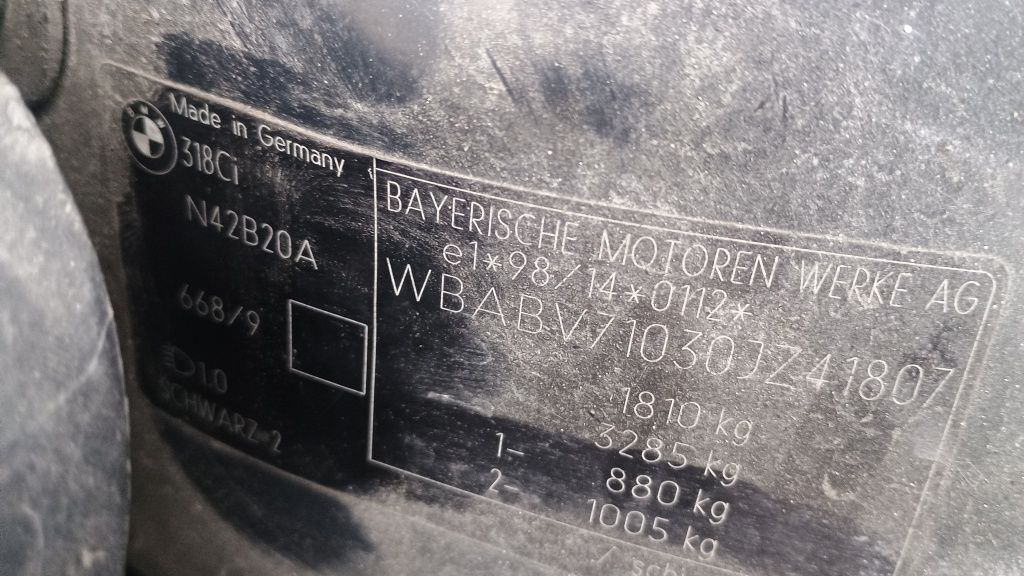 Made in Germany
318Ci
N42B20A
668/9
1.0
SCHWARZ-2
BAYERISCHE MOTOREN WERKE AG
e1*98/14*0112*
WBABV71030JZ41807
1810 kg
3285 kg
1- 880 kg
2- 1005 kg